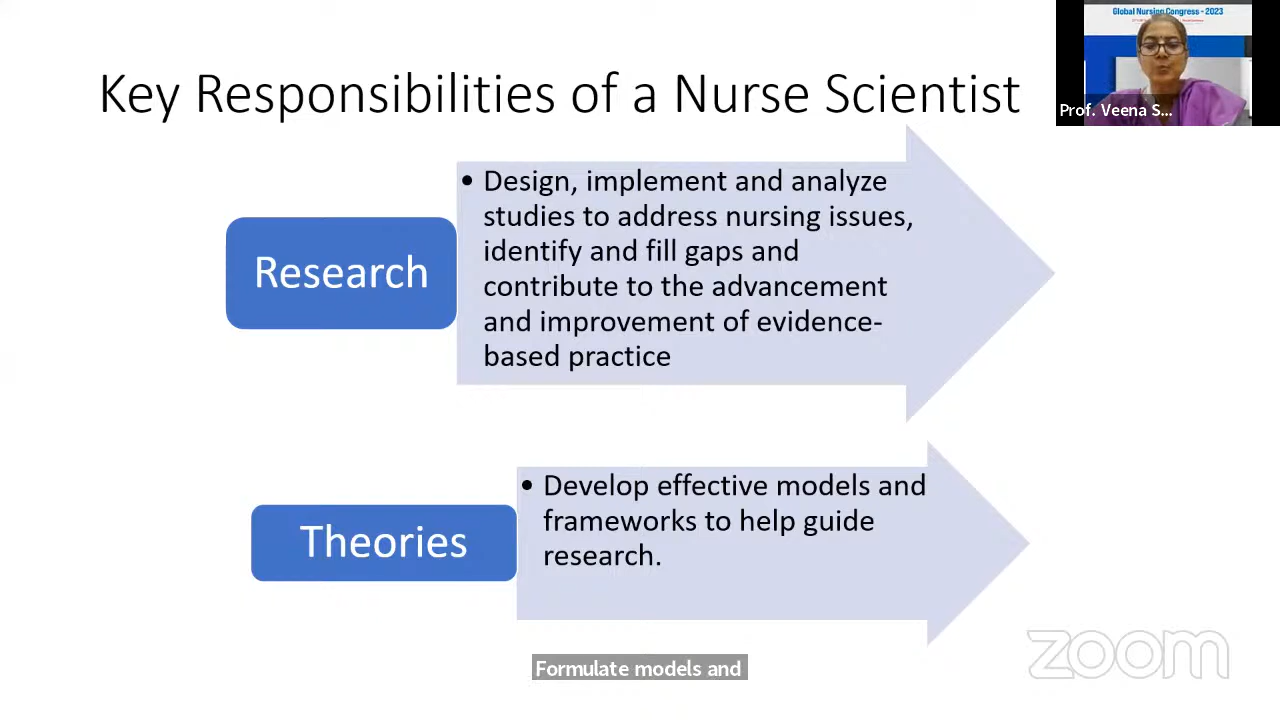 Global Nursing Congress - 2023
Key Responsibilities of a Nurse Scientist
Prof. Veena S...
• Design, implement and analyze
studies to address nursing issues,
identify and fill gaps and
contribute to the advancement
and improvement of evidence-
based practice
Research
• Develop effective models and
frameworks to help guide
research.
Theories
zoom
Formulate models and